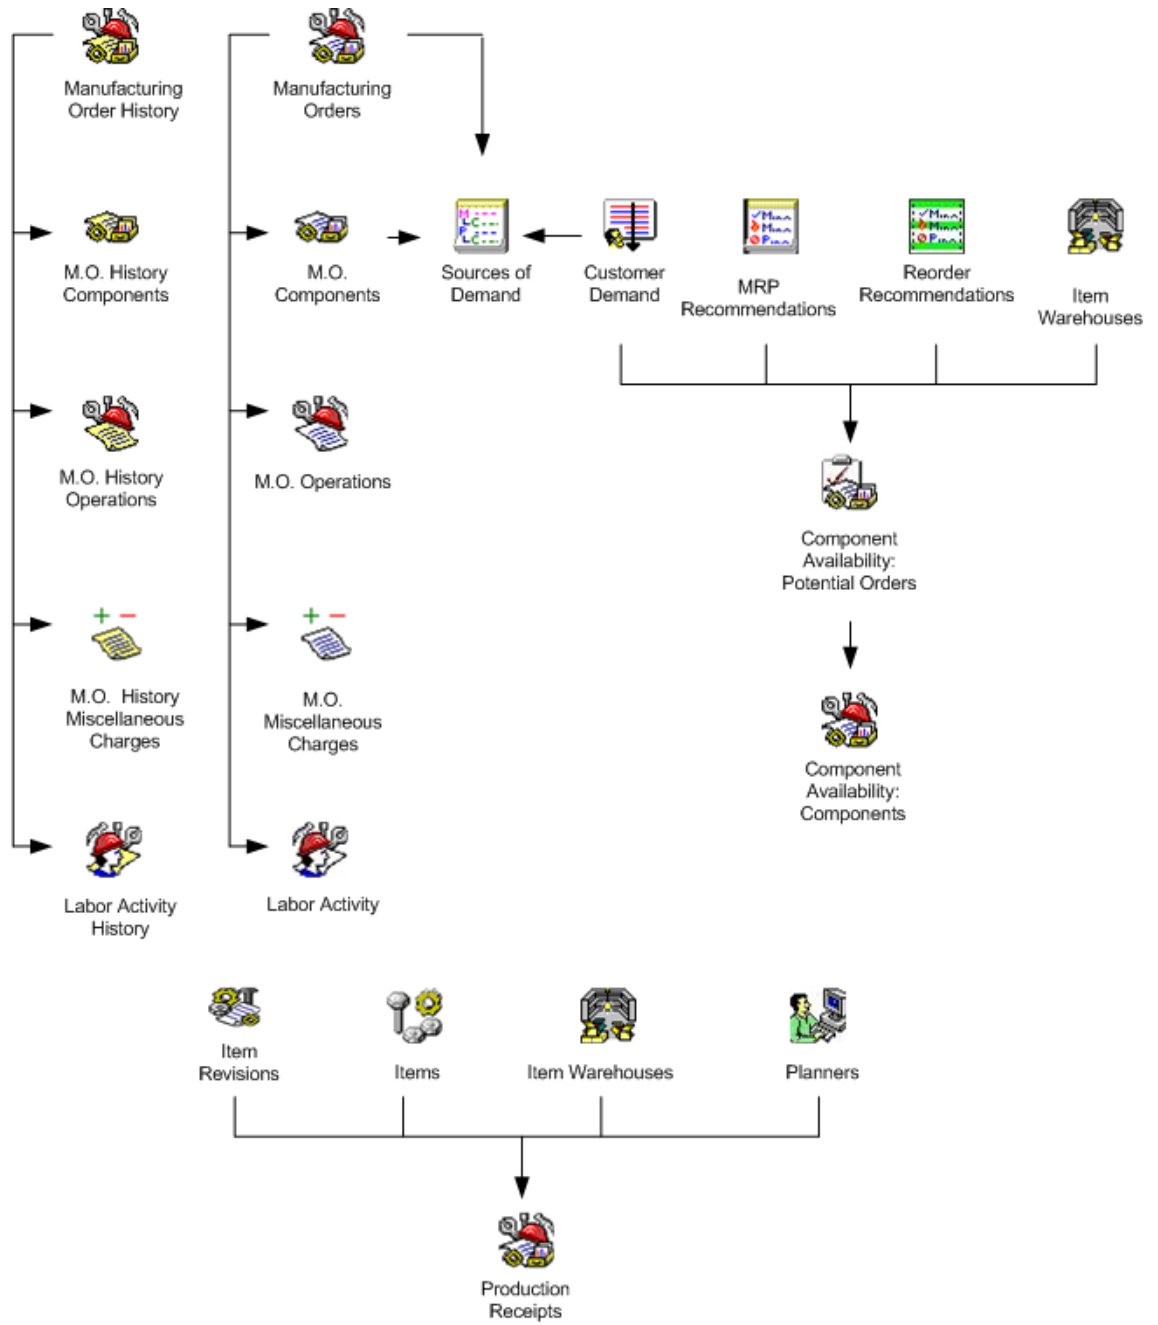 Manufacturing
Order History
Manufacturing
Orders
M.O. History
Components
M.O.
Components
Sources of
Demand
Customer
Demand
MRP
Recommendations
Reorder
Recommendations
Item
Warehouses
M.O. History
Operations
M.O. Operations
Component
Availability:
Potential Orders
M.O. History
Miscellaneous
Charges
M.O.
Miscellaneous
Charges
Component
Availability:
Components
Labor Activity
History
Labor Activity
Item
Revisions
Items
Item Warehouses
Planners
Production
Receipts